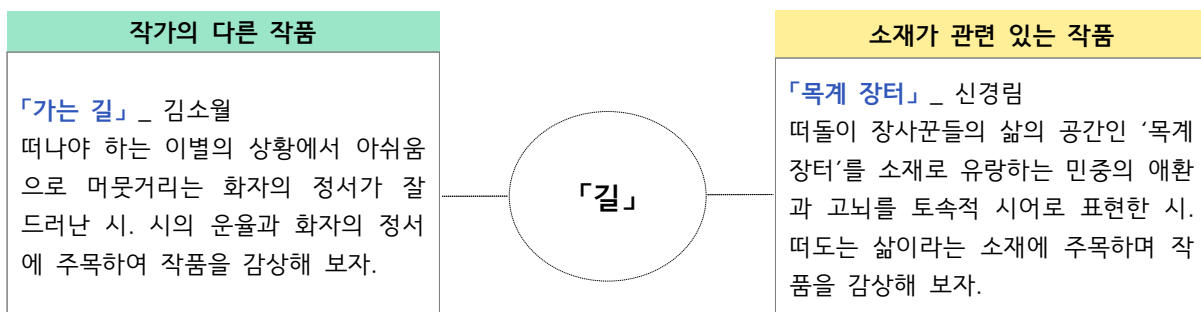 작가의 다른 작품
「가는 길」 _ 김소월
떠나야 하는 이별의 상황에서 아쉬움
으로 머뭇거리는 화자의 정서가 잘
드러난 시. 시의 운율과 화자의 정서
에 주목하여 작품을 감상해 보자.
「길」
소재가 관련 있는 작품
「목계 장터」 _ 신경림
떠돌이 장사꾼들의 삶의 공간인 ‘목계
장터’를 소재로 유랑하는 민중의 애환
과 고뇌를 토속적 시어로 표현한 시.
떠도는 삶이라는 소재에 주목하며 작
품을 감상해 보자.